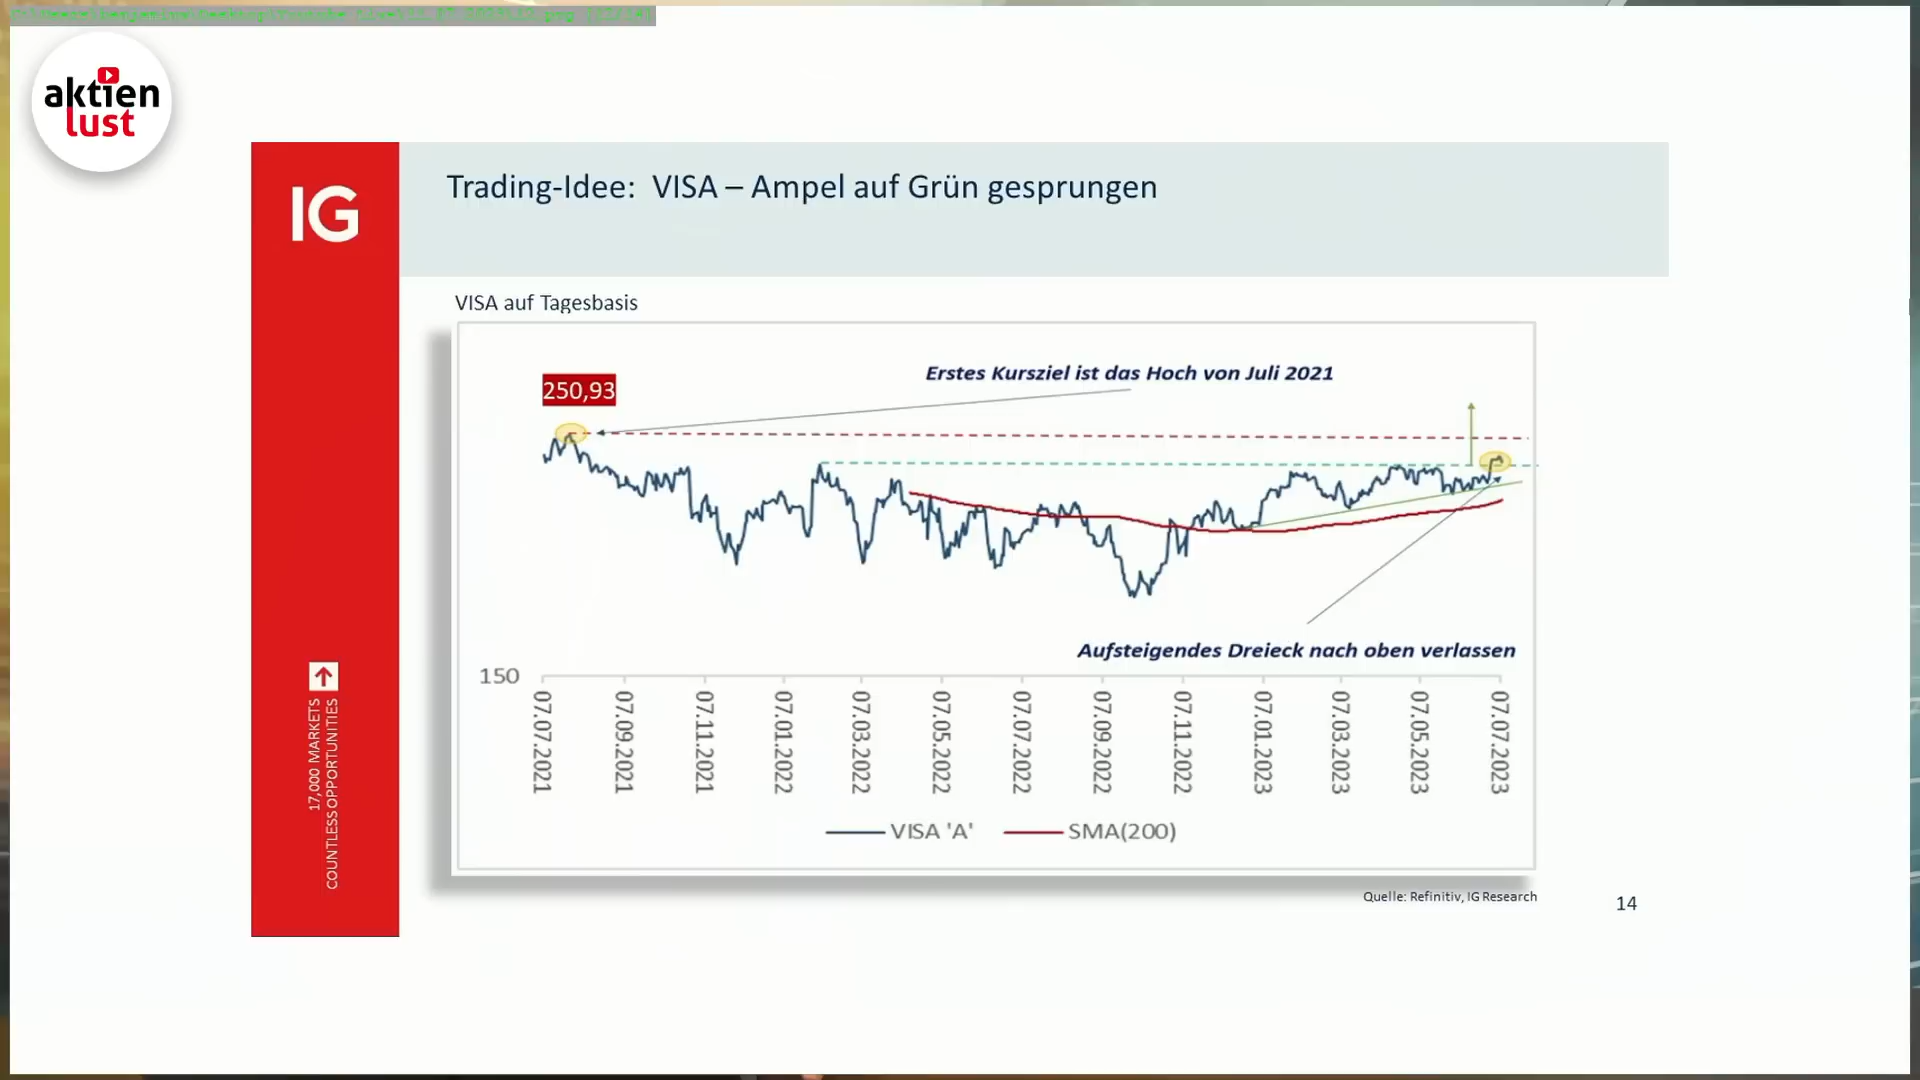 aktien
lust
IG
Trading-Idee: VISA – Ampel auf Grün gesprungen
VISA auf Tagesbasis
Erstes Kursziel ist das Hoch von Juli 2021
250,93
Aufsteigendes Dreieck nach oben verlassen
150
07.07.2021
07.09.2021
07.11.2021
07.01.2022
07.03.2022
07.05.2022
07.07.2022
07.09.2022
07.11.2022
07.01.2023
07.03.2023
07.05.2023
07.07.2023
VISA 'A'
SMA(200)
17,000 MARKETS
COUNTLESS OPPORTUNITIES
Quelle: Refinitiv, IG Research
14